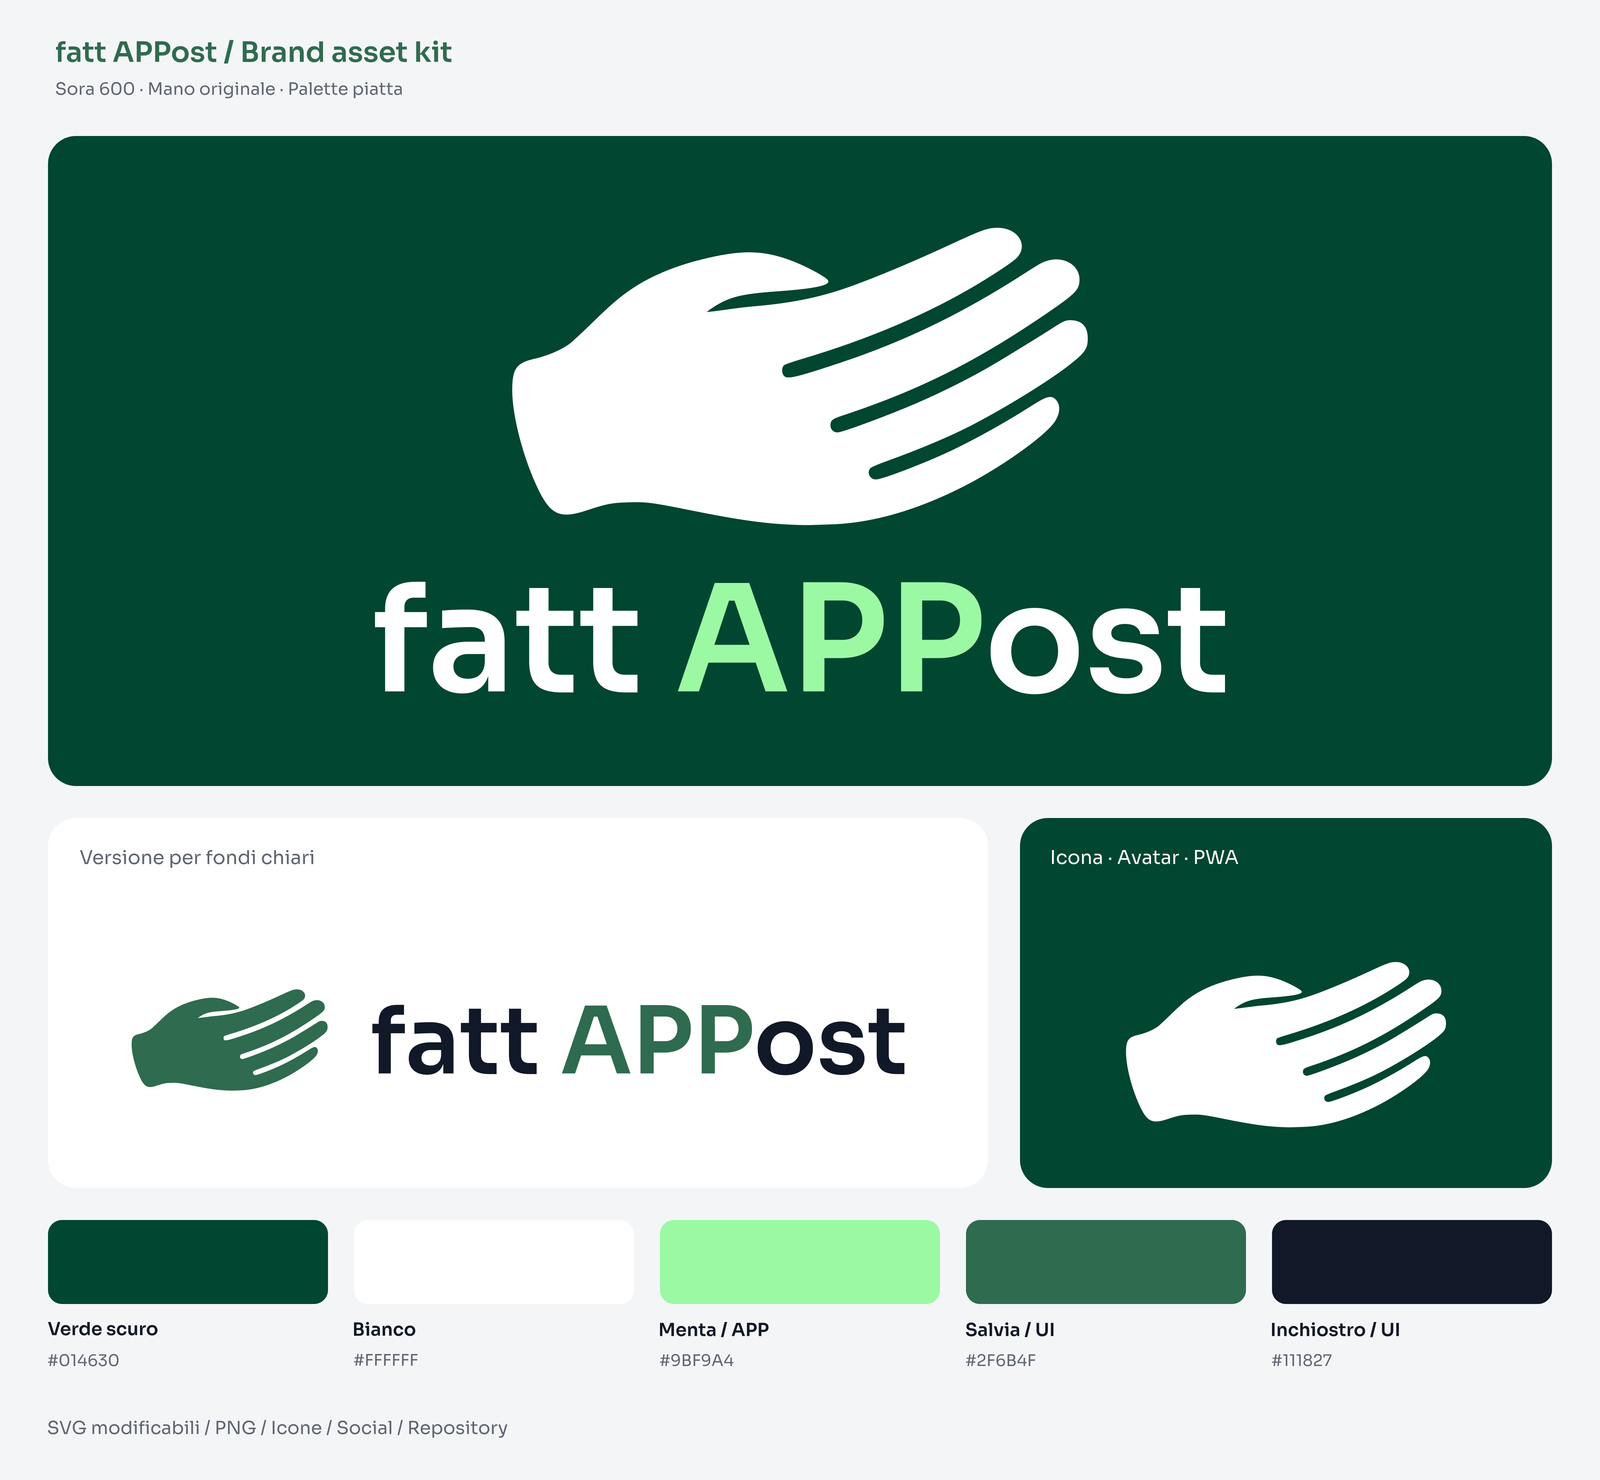 fatt APPost / Brand asset kit
Sora 600 · Mano originale · Palette piatta
fatt APPost
Versione per fondi chiari
fatt APPost
Icona · Avatar · PWA
Verde scuro
#014630
Bianco
#FFFFFF
Menta / APP
#9BF9A4
Salvia / UI
#2F6B4F
Inchiostro / UI
#111827
SVG modificabili / PNG / Icone / Social / Repository